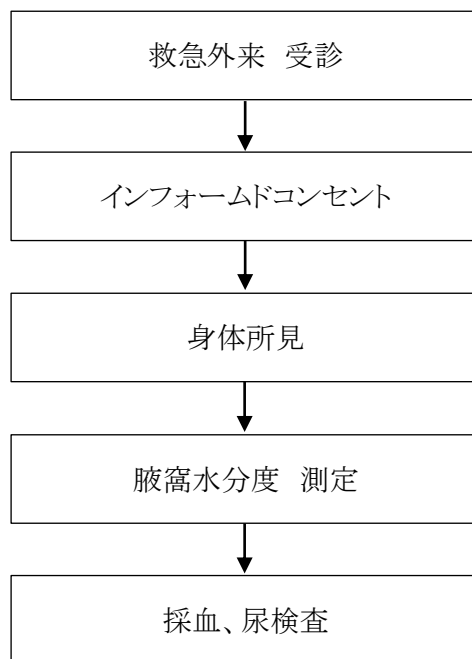 救急外来 受診
インフォームドコンセント
身体所見
腋窩水分度 測定
採血、尿検査